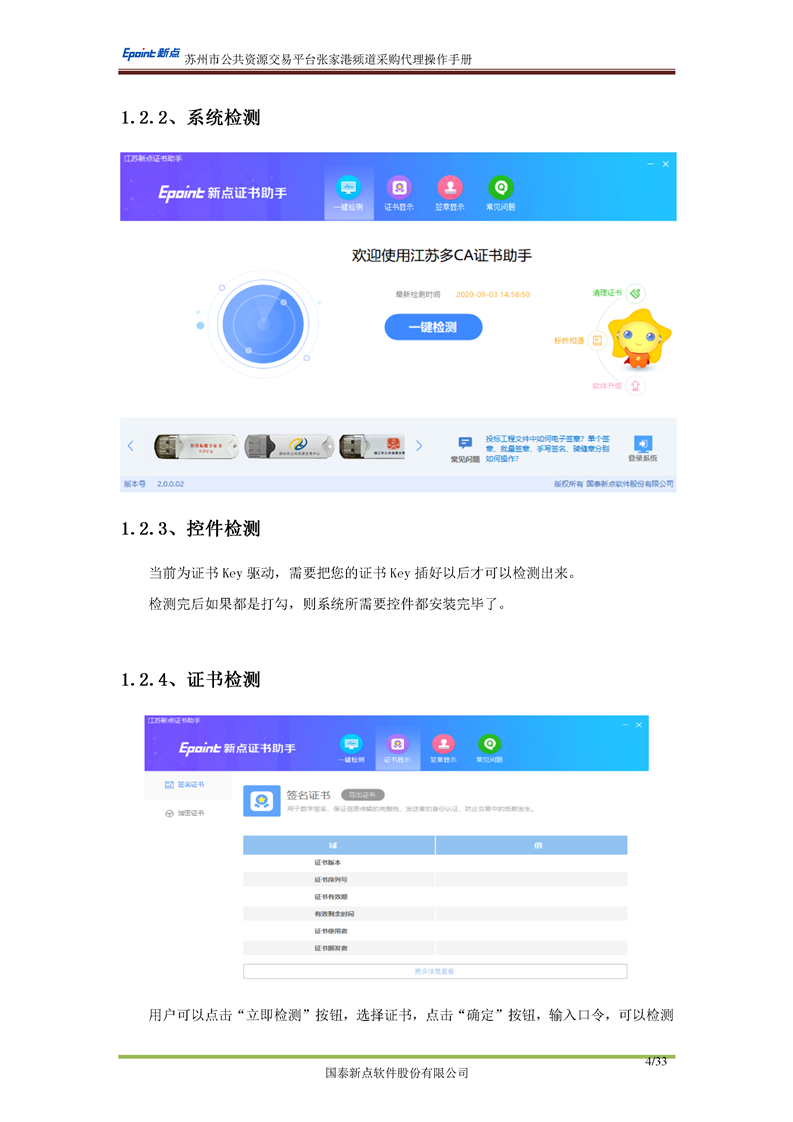 Epoint新点 苏州市公共资源交易平台张家港频道采购代理操作手册
1.2.2、系统检测
江苏新点证书助手
Epoint 新点证书助手
一键检测 证书显示 签章显示 常见问题
欢迎使用江苏多CA证书助手
最新检测时间 2020-09-03 14:56:50
一键检测
清理证书
标桥知道
软件升级
常见问题
投标工程文件中如何电子签章？单个签
章、批量签章、手写签名、骑缝章分别
如何操作？
登录系统
版本号 2.0.0.02 版权所有 国泰新点软件股份有限公司
1.2.3、控件检测
当前为证书 Key 驱动，需要把您的证书 Key 插好以后才可以检测出来。
检测完后如果都是打勾，则系统所需要控件都安装完毕了。
1.2.4、证书检测
江苏新点证书助手
Epoint 新点证书助手
一键检测 证书显示 签章显示 常见问题
签名证书
加密证书
签名证书 导出证书
用于数字签名，保证信息传输的完整性、发送者的身份认证、防止交易中的抵赖发生。
域 值
证书版本
证书序列号
证书有效期
有效剩余时间
证书使用者
证书颁发者
更多信息查看
用户可以点击“立即检测”按钮，选择证书，点击“确定”按钮，输入口令，可以检测
4/33
国泰新点软件股份有限公司